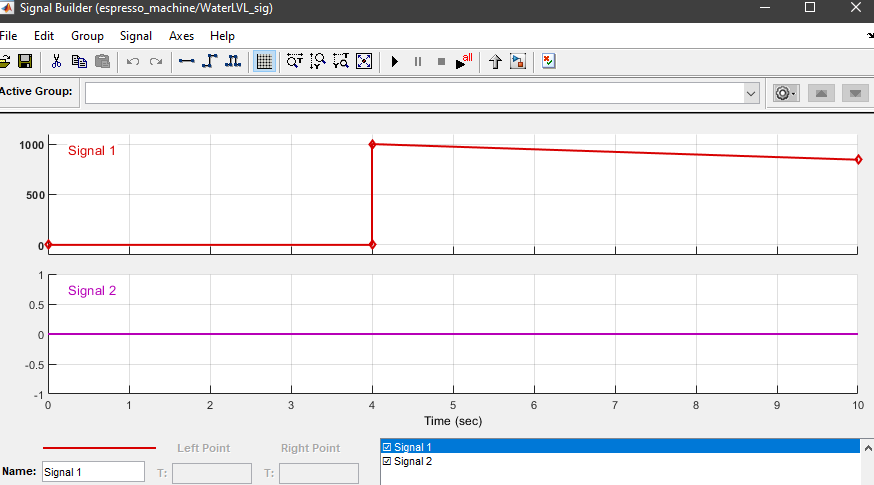 Signal Builder (espresso_machine/WaterLVL_sig)
File Edit Group Signal Axes Help
all
Active Group:
1000
Signal 1
500
0
1
Signal 2
0.5
0
-0.5
-1
0 1 2 3 4 5 6 7 8 9 10
Time (sec)
Left Point Right Point
Name: Signal 1 T: T:
Signal 1
Signal 2